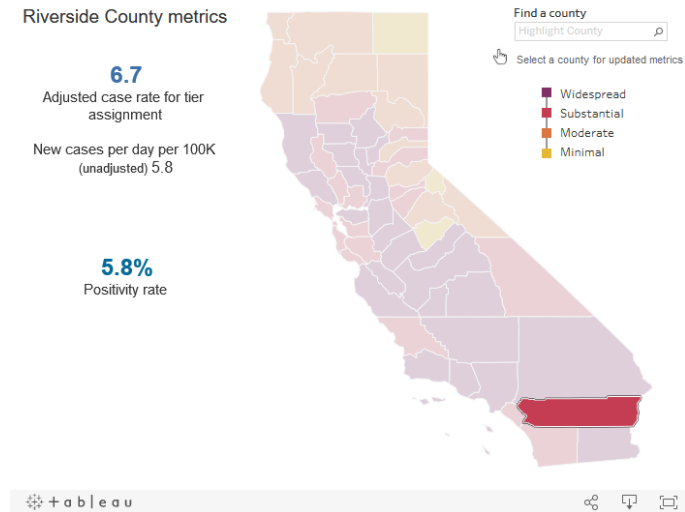 Riverside County metrics
6.7
Adjusted case rate for tier
assignment
New cases per day per 100K
(unadjusted) 5.8
5.8%
Positivity rate
Find a county
Highlight County
Select a county for updated metrics
Widespread
Substantial
Moderate
Minimal
+ableau